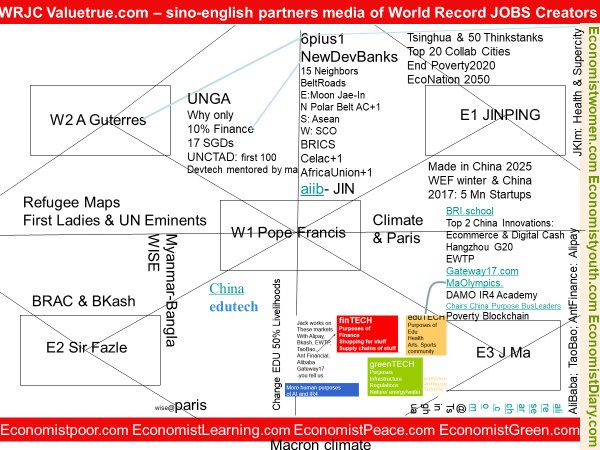 WRJC Valuetrue.com – sino-english partners media of World Record JOBS Creators
6plus1
NewDevBanks
15 Neighbors
BeltRoads
E:Moon Jae-In
N Polar Belt AC+1
S: Asean
W: SCO
BRICS
Celac+1
AfricaUnion+1
aiib- JIN
Tsinghua & 50 Thinkstanks
Top 20 Collab Cities
End Poverty2020
EcoNation 2050
W2 A Guterres
UNGA
Why only
10% Finance
17 SGDs
UNCTAD: first 100
Devtech mentored by ma
E1 JINPING
Made in China 2025
WEF winter & China
2017: 5 Mn Startups
Refugee Maps
First Ladies & UN Eminents
W1 Pope Francis
Climate
& Paris
BRI.school
Top 2 China Innovations:
Ecommerce & Digital Cash
Hangzhou G20
EWTP
Gateway17.com
MaOlympics.
DAMO IR4 Academy
Chairs China Purpose BusLeaders
Poverty Blockchain
WISE
Myanmar-Bangla
China
edutech
BRAC & BKash
E2 Sir Fazle
Change EDU 50% Livelihoods
Jack works on
These markets
With Alipay,
Bkash, EWTP,
TaoBao,
Ant Financial,
Alibaba
Gateway17
-you tell us
finTECH
Purposes of
Finance
Shopping for stuff
Supply chains of stuff
eduTECH
Purposes of
Edu
Health
Arts. Sports
community
greenTECH
Purposes
Infrastructure
Regulations
Nature/ energy/water
More human purposes
of AI and IR4
E3 J Ma
wise@paris
JKIm: Health & Supercity
AliBaba; TaoBao; AntFinance; Alipay
Economistwomen.com Economistyouth.com EconomistDiary.com
Economistpoor.com EconomistLearning.com EconomistPeace.com EconomistGreen.com
Macron climate